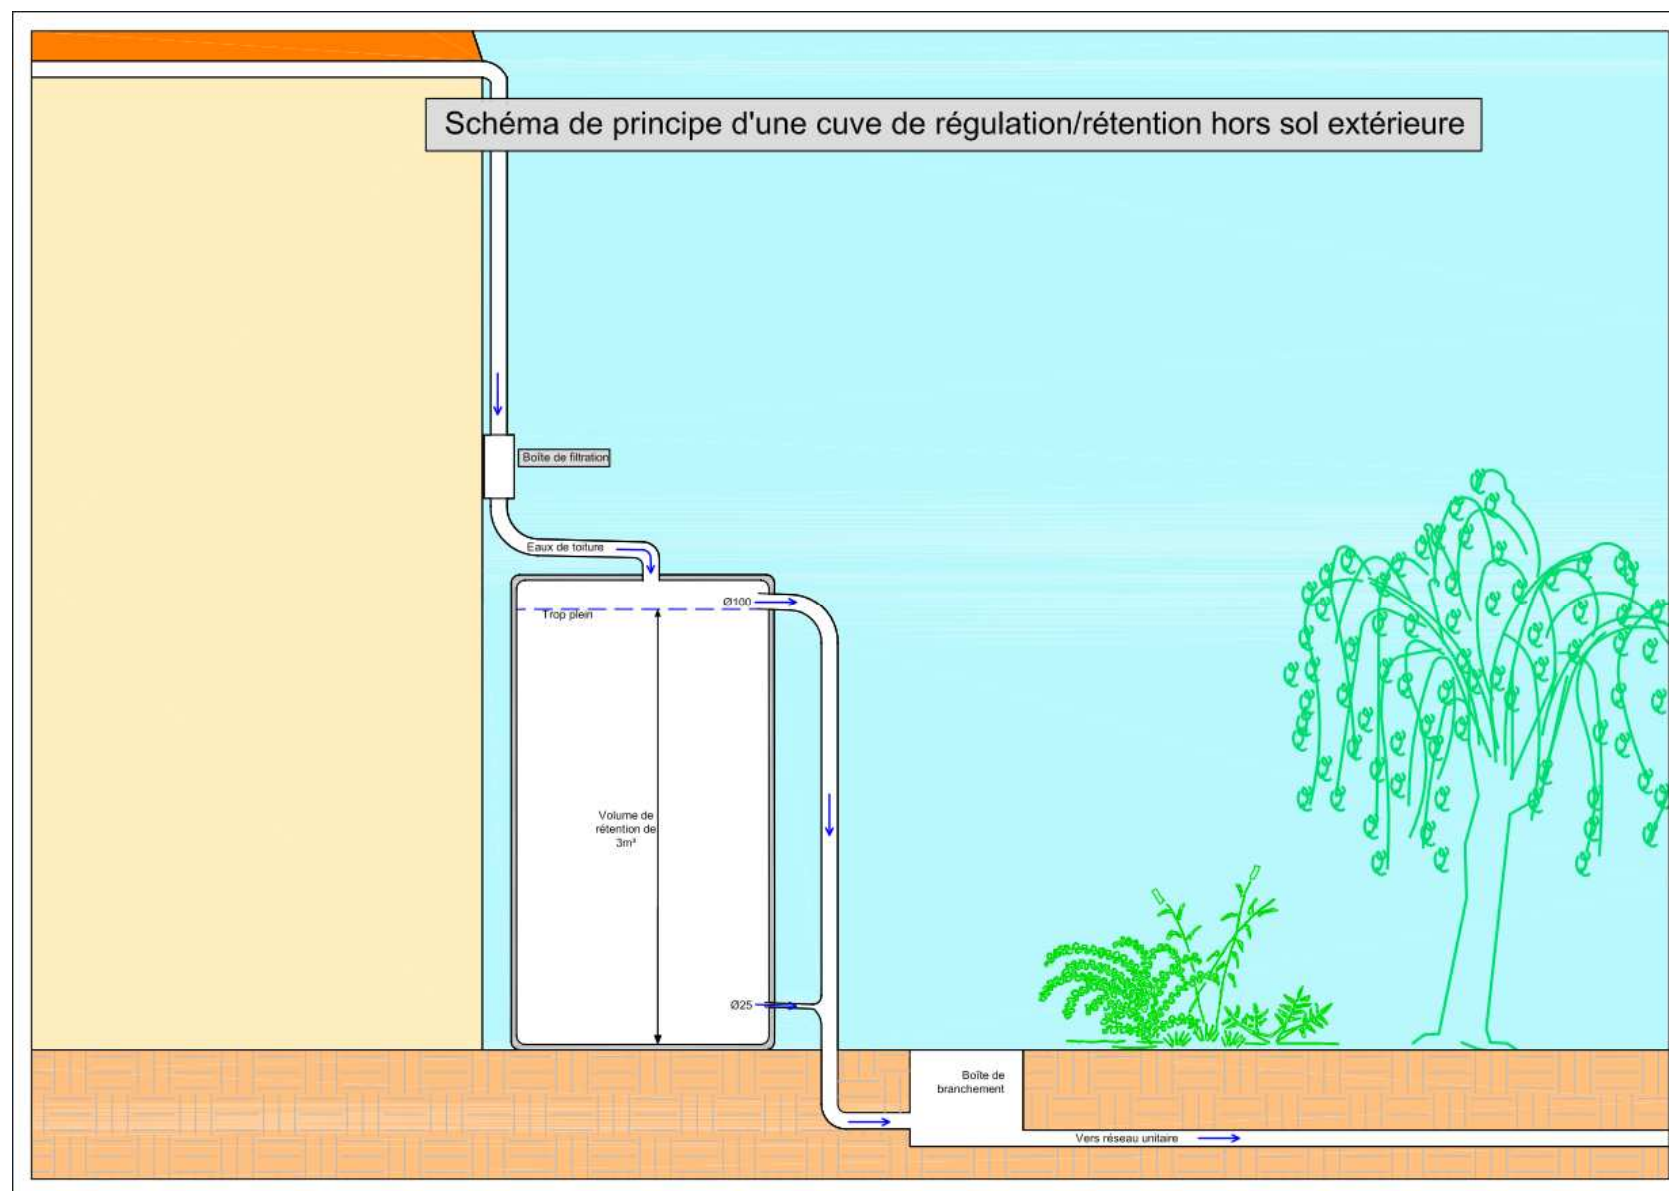 Schéma de principe d'une cuve de régulation/rétention hors sol extérieure
Boîte de filtration
Eaux de toiture
Ø100
Trop plein
Volume de
rétention de
3m³
Ø25
Boîte de
branchement
Vers réseau unitaire